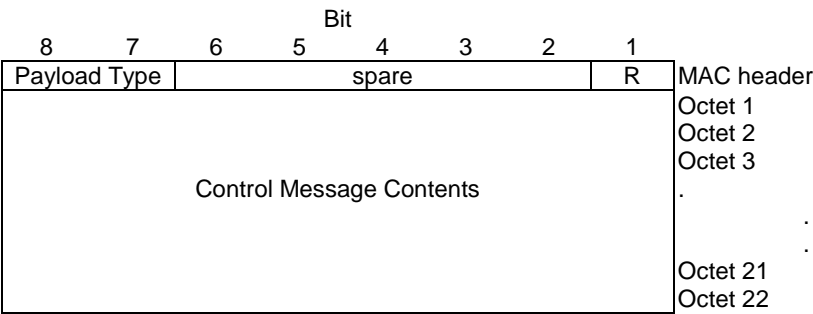 Bit
8 7 6 5 4 3 2 1
Payload Type spare R MAC header
Octet 1
Octet 2
Octet 3
Control Message Contents .
.
.
Octet 21
Octet 22